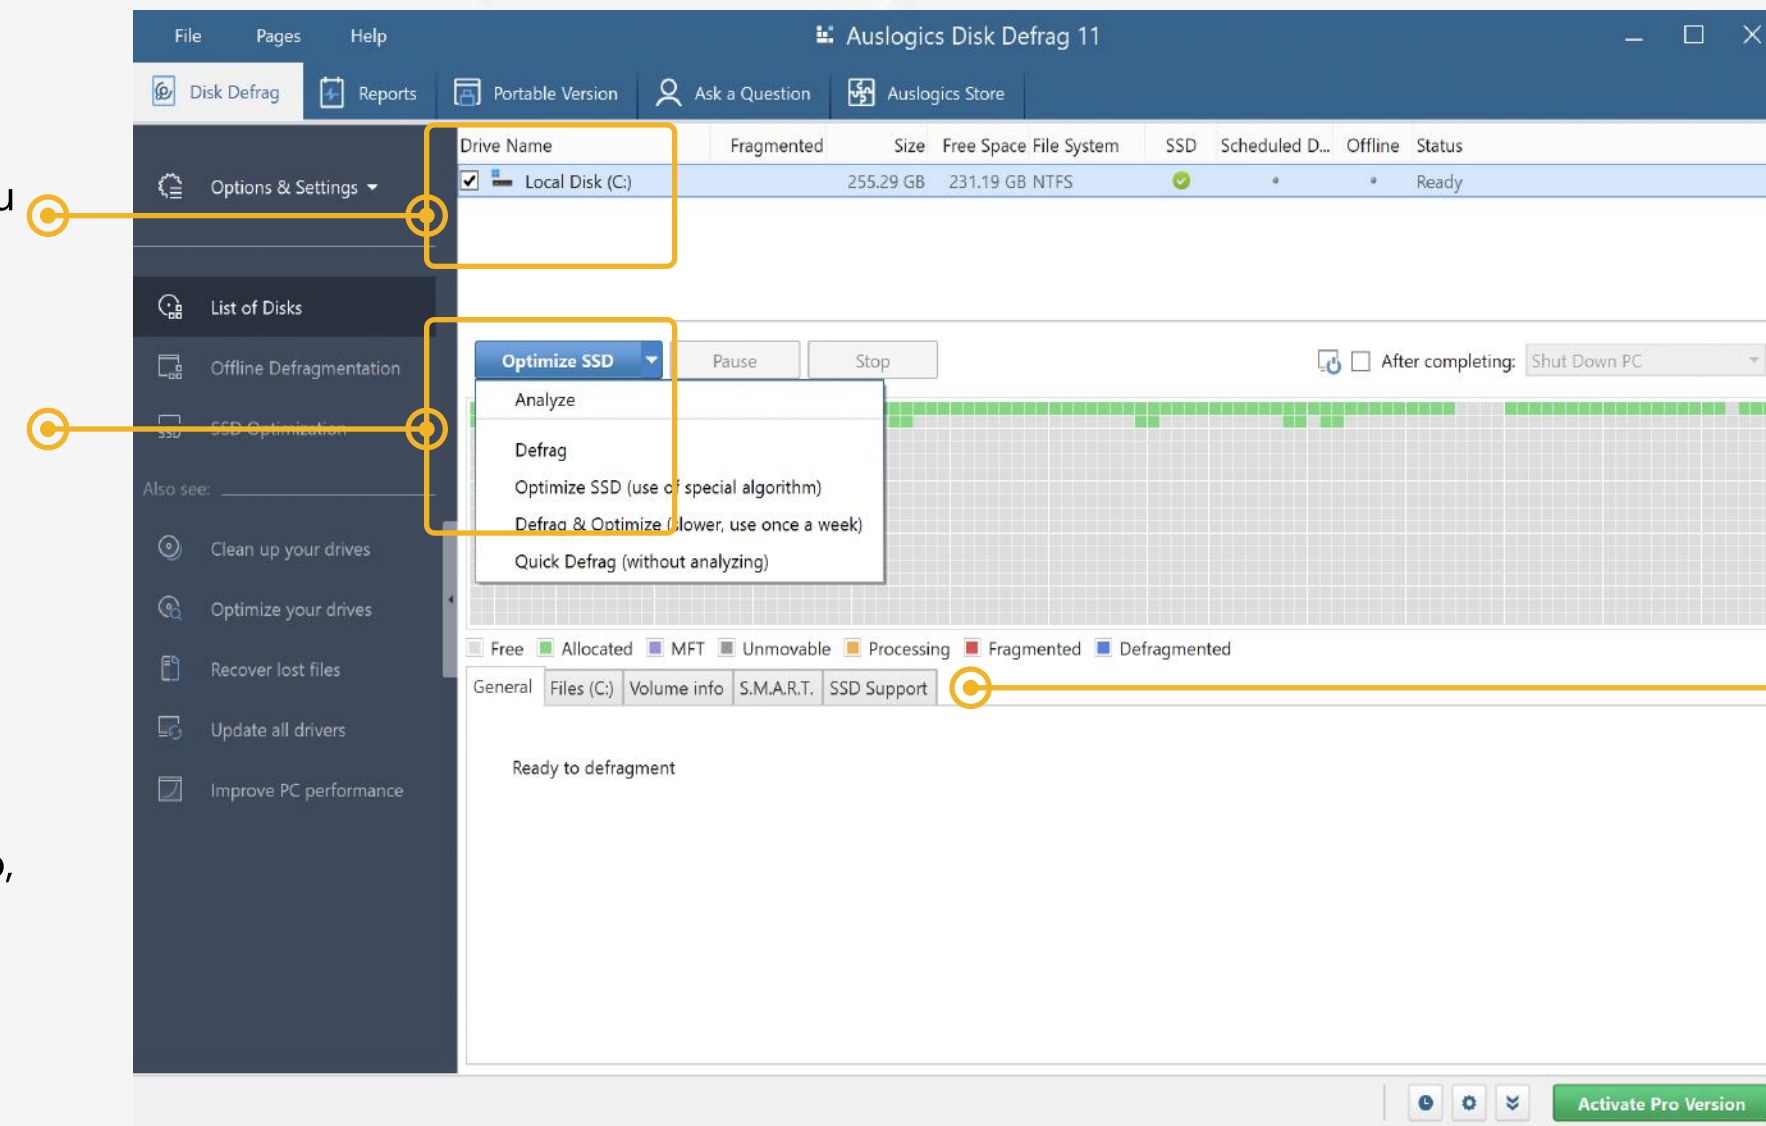 File Pages Help Auslogics Disk Defrag 11
Disk Defrag Reports Portable Version Ask a Question Auslogics Store
Drive Name Fragmented Size Free Space File System SSD Scheduled D... Offline Status
Local Disk (C:) 255.29 GB 231.19 GB NTFS Ready
u
Options & Settings
List of Disks
Offline Defragmentation
SSD Optimization
Also see:
Clean up your drives
Optimize your drives
Recover lost files
Update all drivers
Improve PC performance
Optimize SSD Pause Stop After completing: Shut Down PC
Analyze
Defrag
Optimize SSD (use of special algorithm)
Defrag & Optimize (slower, use once a week)
Quick Defrag (without analyzing)
Free Allocated MFT Unmovable Processing Fragmented Defragmented
General Files (C:) Volume info S.M.A.R.T. SSD Support
Ready to defragment
Activate Pro Version